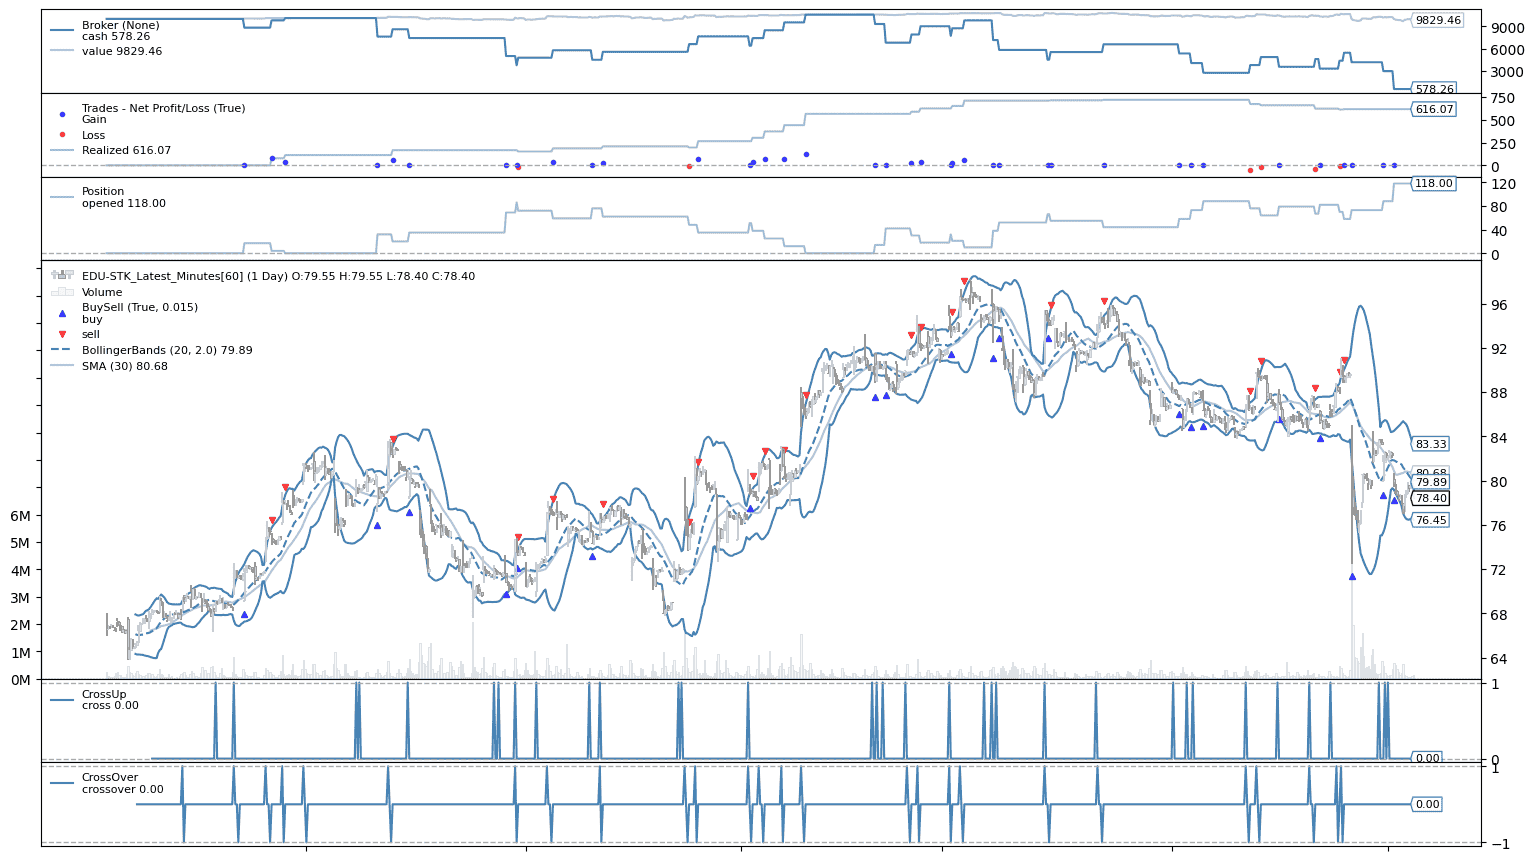 Broker (None)
cash 578.26
value 9829.46
9829.46
9000
6000
3000
578.26
Trades - Net Profit/Loss (True)
Gain
Loss
Realized 616.07
750
616.07
500
250
0
Position
opened 118.00
118.00
120
80
40
0
EDU-STK_Latest_Minutes[60] (1 Day) O:79.55 H:79.55 L:78.40 C:78.40
Volume
BuySell (True, 0.015)
buy
sell
BollingerBands (20, 2.0) 79.89
SMA (30) 80.68
96
92
88
84
83.33
80.68
80
79.89
78.40
76.45
76
72
68
64
6M
5M
4M
3M
2M
1M
0M
CrossUp
cross 0.00
1
0.00
0
CrossOver
crossover 0.00
1
0.00
−1